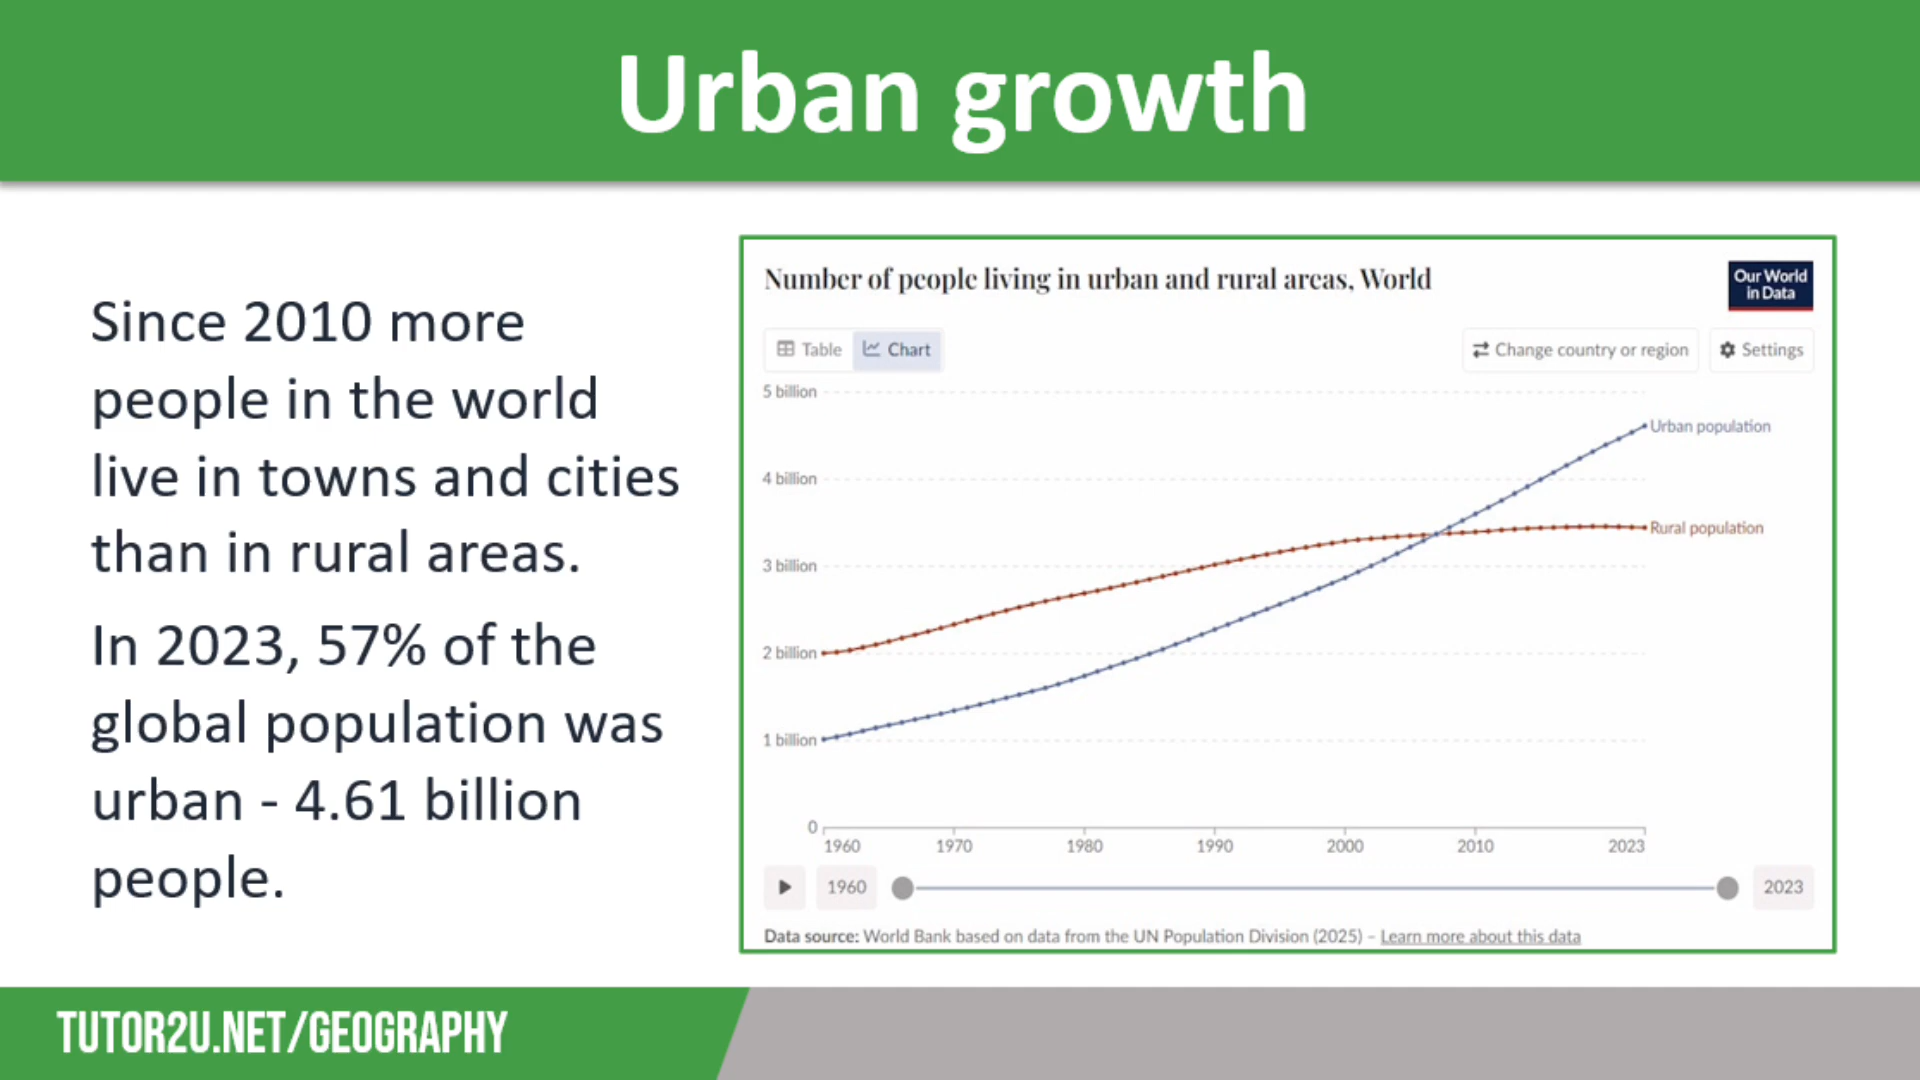 Urban growth
Since 2010 more
people in the world
live in towns and cities
than in rural areas.
In 2023, 57% of the
global population was
urban - 4.61 billion
people.
Number of people living in urban and rural areas, World
Our World
in Data
Table
Chart
Change country or region
Settings
5 billion
4 billion
3 billion
2 billion
1 billion
0
Urban population
Rural population
1960
1970
1980
1990
2000
2010
2023
1960
2023
Data source: World Bank based on data from the UN Population Division (2025) – Learn more about this data
TUTOR2U.NET/GEOGRAPHY